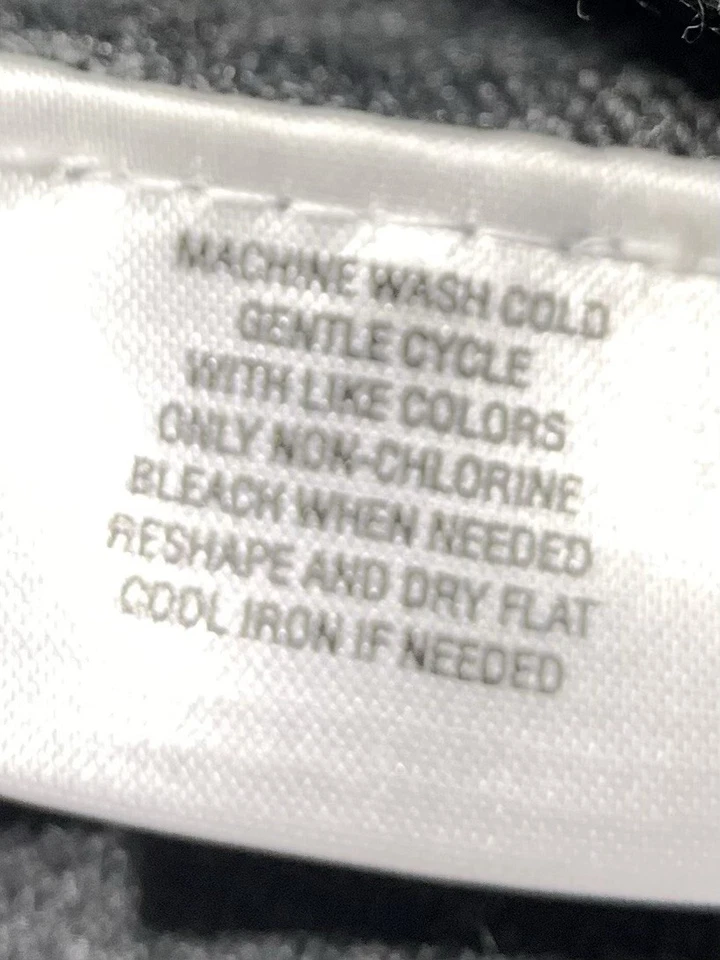 MACHINE WASH COLD
GENTLE CYCLE
WITH LIKE COLORS
ONLY NON-CHLORINE
BLEACH WHEN NEEDED
RESHAPE AND DRY FLAT
COOL IRON IF NEEDED